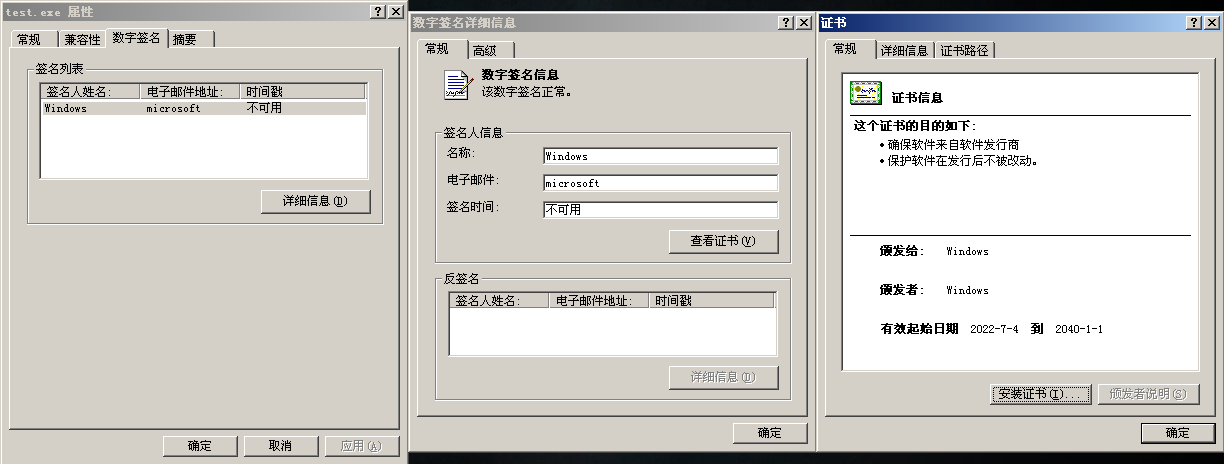 test.exe 属性
常规 兼容性 数字签名 摘要
签名列表
签名人姓名: 电子邮件地址: 时间戳
Windows microsoft 不可用
详细信息(D)
确定 取消 应用(A)
数字签名详细信息
常规 高级
数字签名信息
该数字签名正常。
签名人信息
名称: Windows
电子邮件: microsoft
签名时间: 不可用
查看证书(V)
反签名
签名人姓名: 电子邮件地址: 时间戳
详细信息(D)
确定
证书
常规 详细信息 证书路径
证书信息
这个证书的目的如下:
•确保软件来自软件发行商
•保护软件在发行后不被改动。
颁发给: Windows
颁发者: Windows
有效起始日期 2022-7-4 到 2040-1-1
安装证书(I)... 颁发者说明(S)
确定